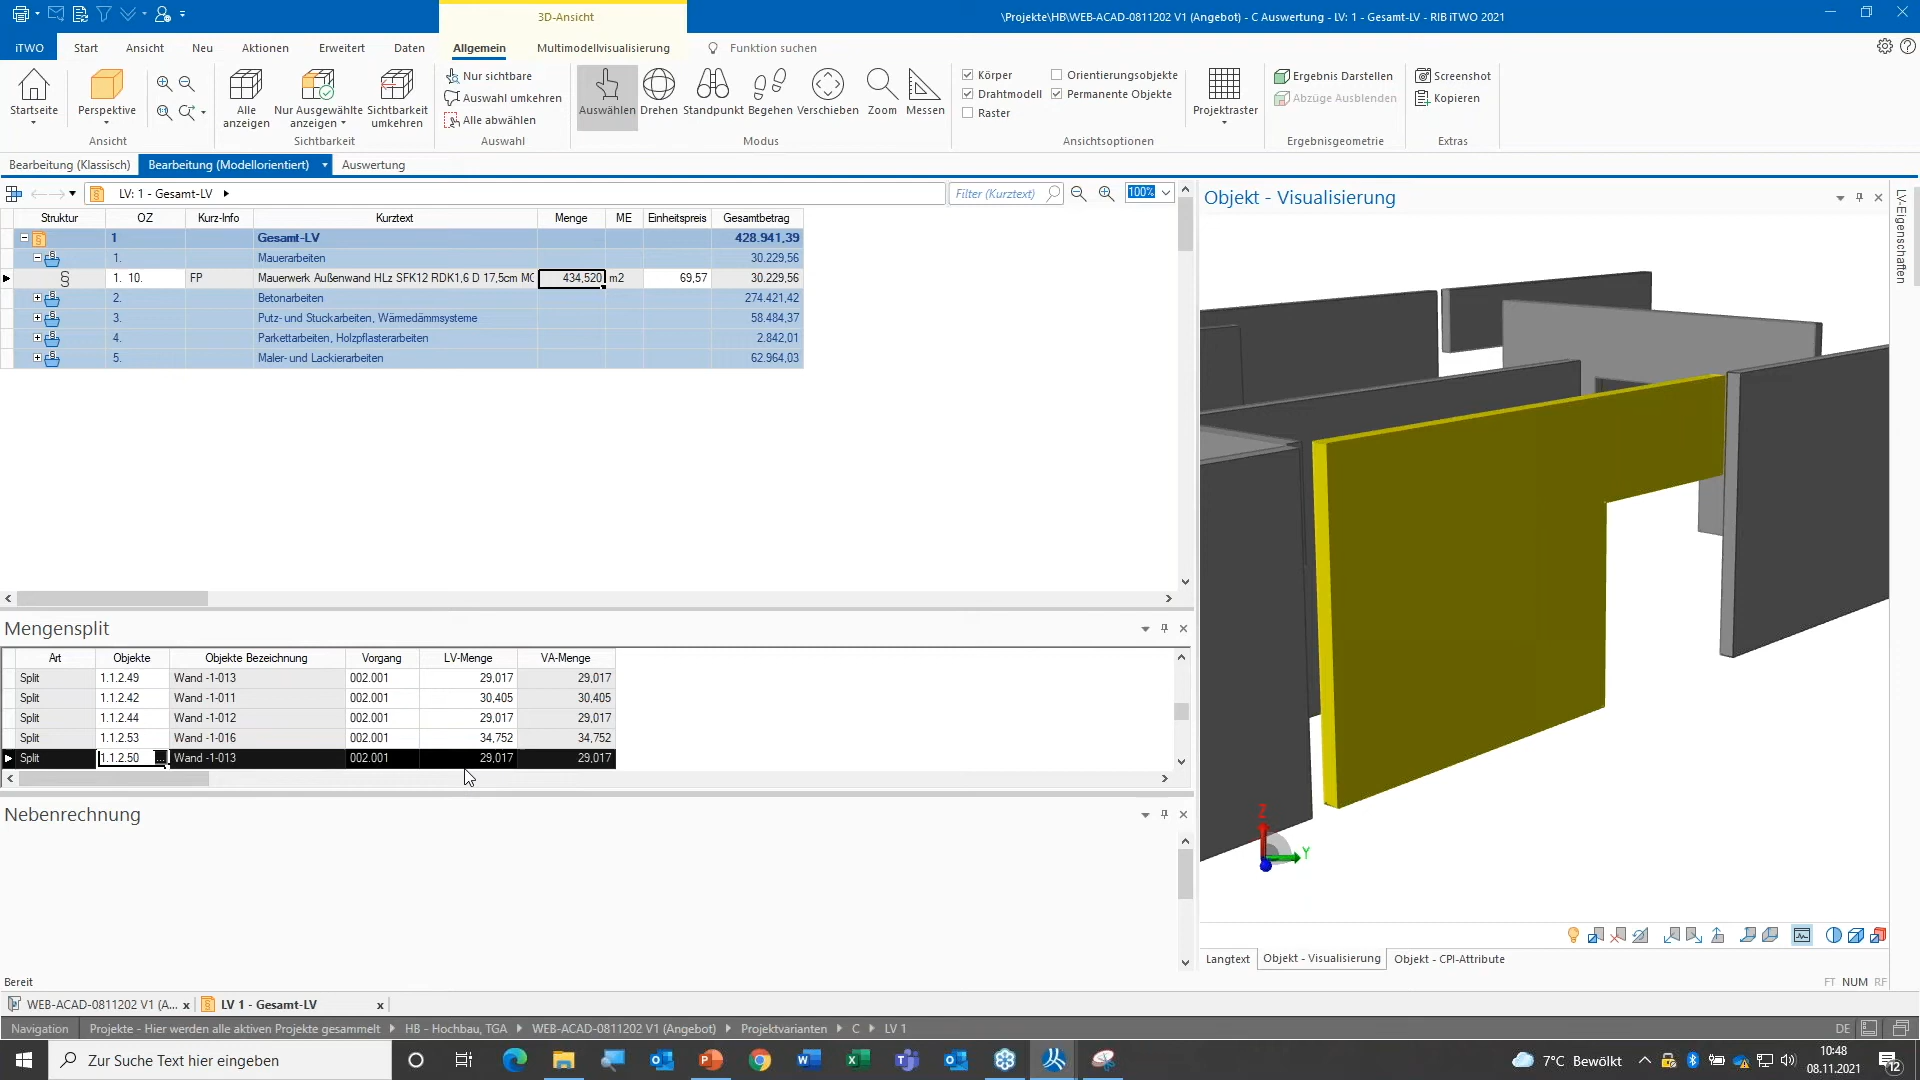 3D-Ansicht
\Projekte\HB\WEB-ACAD-0811202 V1 (Angebot) - C Auswertung - LV: 1 - Gesamt-LV - RIB iTWO 2021
iTWO Start Ansicht Neu Aktionen Erweitert Daten Allgemein Multimodellvisualisierung Funktion suchen
Startseite
Perspektive
Ansicht
Alle anzeigen
Nur Ausgewählte anzeigen
Sichtbarkeit umkehren
Sichtbarkeit
Nur sichtbare
Auswahl umkehren
Alle abwählen
Auswahl
Auswählen Drehen Standpunkt Begehen Verschieben Zoom Messen
Modus
Körper Orientierungsobjekte
Drahtmodell Permanente Objekte
Raster
Ansichtsoptionen
Projektraster
Ergebnis Darstellen
Abzüge Ausblenden
Ergebnisgeometrie
Screenshot
Kopieren
Extras
Bearbeitung (Klassisch) Bearbeitung (Modellorientiert) Auswertung
LV: 1 - Gesamt-LV Filter (Kurztext) 100%
Struktur OZ Kurz-Info Kurztext Menge ME Einheitspreis Gesamtbetrag
1 Gesamt-LV 428.941,39
1. Mauerarbeiten 30.229,56
1. 10. FP Mauerwerk Außenwand HLz SFK12 RDK1,6 D 17,5cm MG 434,520 m2 69,57 30.229,56
2. Betonarbeiten 274.421,42
3. Putz- und Stuckarbeiten, Wärmedämmsysteme 58.484,37
4. Parkettarbeiten, Holzpflasterarbeiten 2.842,01
5. Maler- und Lackierarbeiten 62.964,03
Mengensplit
Art Objekte Objekte Bezeichnung Vorgang LV-Menge VA-Menge
Split 1.1.2.49 Wand -1-013 002.001 29,017 29,017
Split 1.1.2.42 Wand -1-011 002.001 30,405 30,405
Split 1.1.2.44 Wand -1-012 002.001 29,017 29,017
Split 1.1.2.53 Wand -1-016 002.001 34,752 34,752
Split 1.1.2.50 ... Wand -1-013 002.001 29,017 29,017
Nebenrechnung
Objekt - Visualisierung
LV-Eigenschaften
Z
Y
Langtext Objekt - Visualisierung Objekt - CPI-Attribute
Bereit
FT NUM RF
WEB-ACAD-0811202 V1 (A... x LV 1 - Gesamt-LV x
Navigation Projekte - Hier werden alle aktiven Projekte gesammelt HB - Hochbau, TGA WEB-ACAD-0811202 V1 (Angebot) Projektvarianten C LV 1 DE
Zur Suche Text hier eingeben
7°C Bewölkt
10:48
08.11.2021
12